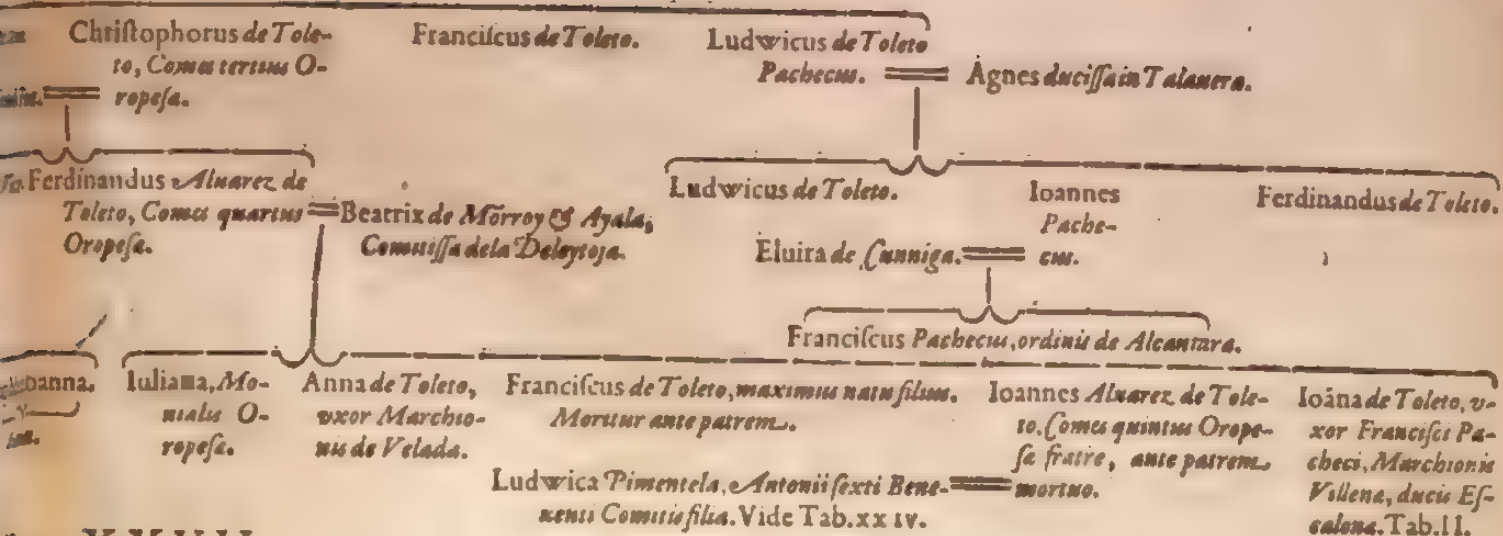 Christophorus de Tole-
to, Comes tertius O-
ropesa.
Franciscus de Toleto.
Ludwicus de Toleto
Pachecus.
Agnes ducissa in Talauera.
Ferdinandus Aluarez de
Toleto, Comes quartus
Oropesa.
Beatrix de Mõrroy & Ayala,
Comitissa dela Deleytosa.
Ludwicus de Toleto.
Ioannes
Pache-
cus.
Ferdinandus de Toleto.
Eluira de Cunniga.
Franciscus Pachecus, ordinis de Alcantara.
Iuliana, Mo-
nialis O-
ropesa.
Anna de Toleto,
vxor Marchio-
nis de Velada.
Franciscus de Toleto, maximus natu filius.
Moritur ante patrem.
Ludwica Pimentela, Antonii sexti Bene-
uenti Comitis filia. Vide Tab. xxiv.
Ioannes Aluarez de Tole-
to, Comes quintus Orope-
sa fratre, ante patrem
mortuo.
Ioãna de Toleto, v-
xor Francisci Pa-
checi, Marchionis
Villena, ducis Es-
calona. Tab. II.